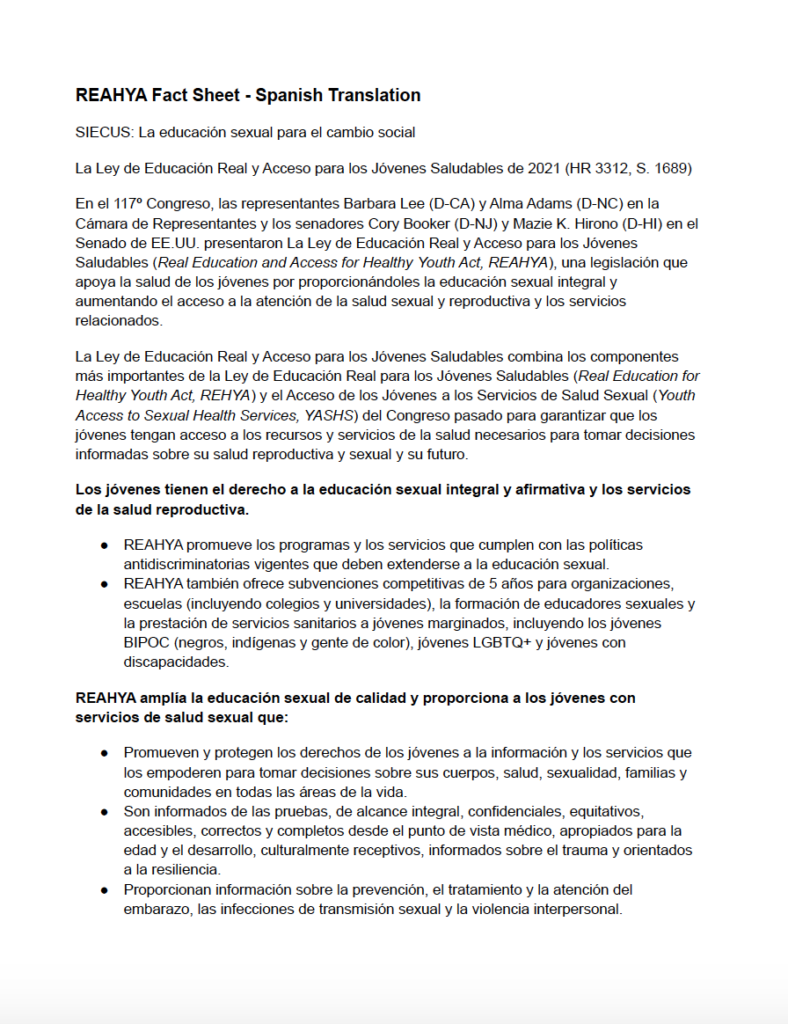 REAHYA Fact Sheet - Spanish Translation
SIECUS: La educación sexual para el cambio social
La Ley de Educación Real y Acceso para los Jóvenes Saludables de 2021 (HR 3312, S. 1689)
En el 117º Congreso, las representantes Barbara Lee (D-CA) y Alma Adams (D-NC) en la
Cámara de Representantes y los senadores Cory Booker (D-NJ) y Mazie K. Hirono (D-HI) en el
Senado de EE.UU. presentaron La Ley de Educación Real y Acceso para los Jóvenes
Saludables (Real Education and Access for Healthy Youth Act, REAHYA), una legislación que
apoya la salud de los jóvenes por proporcionándoles la educación sexual integral y
aumentando el acceso a la atención de la salud sexual y reproductiva y los servicios
relacionados.
La Ley de Educación Real y Acceso para los Jóvenes Saludables combina los componentes
más importantes de la Ley de Educación Real para los Jóvenes Saludables (Real Education for
Healthy Youth Act, REHYA) y el Acceso de los Jóvenes a los Servicios de Salud Sexual (Youth
Access to Sexual Health Services, YASHS) del Congreso pasado para garantizar que los
jóvenes tengan acceso a los recursos y servicios de la salud necesarios para tomar decisiones
informadas sobre su salud reproductiva y sexual y su futuro.
Los jóvenes tienen el derecho a la educación sexual integral y afirmativa y los servicios
de la salud reproductiva.
● REAHYA promueve los programas y los servicios que cumplen con las políticas
antidiscriminatorias vigentes que deben extenderse a la educación sexual.
● REAHYA también ofrece subvenciones competitivas de 5 años para organizaciones,
escuelas (incluyendo colegios y universidades), la formación de educadores sexuales y
la prestación de servicios sanitarios a jóvenes marginados, incluyendo los jóvenes
BIPOC (negros, indígenas y gente de color), jóvenes LGBTQ+ y jóvenes con
discapacidades.
REAHYA amplía la educación sexual de calidad y proporciona a los jóvenes con
servicios de salud sexual que:
● Promueven y protegen los derechos de los jóvenes a la información y los servicios que
los empoderen para tomar decisiones sobre sus cuerpos, salud, sexualidad, familias y
comunidades en todas las áreas de la vida.
● Son informados de las pruebas, de alcance integral, confidenciales, equitativos,
accesibles, correctos y completos desde el punto de vista médico, apropiados para la
edad y el desarrollo, culturalmente receptivos, informados sobre el trauma y orientados
a la resiliencia.
● Proporcionan información sobre la prevención, el tratamiento y la atención del
embarazo, las infecciones de transmisión sexual y la violencia interpersonal.